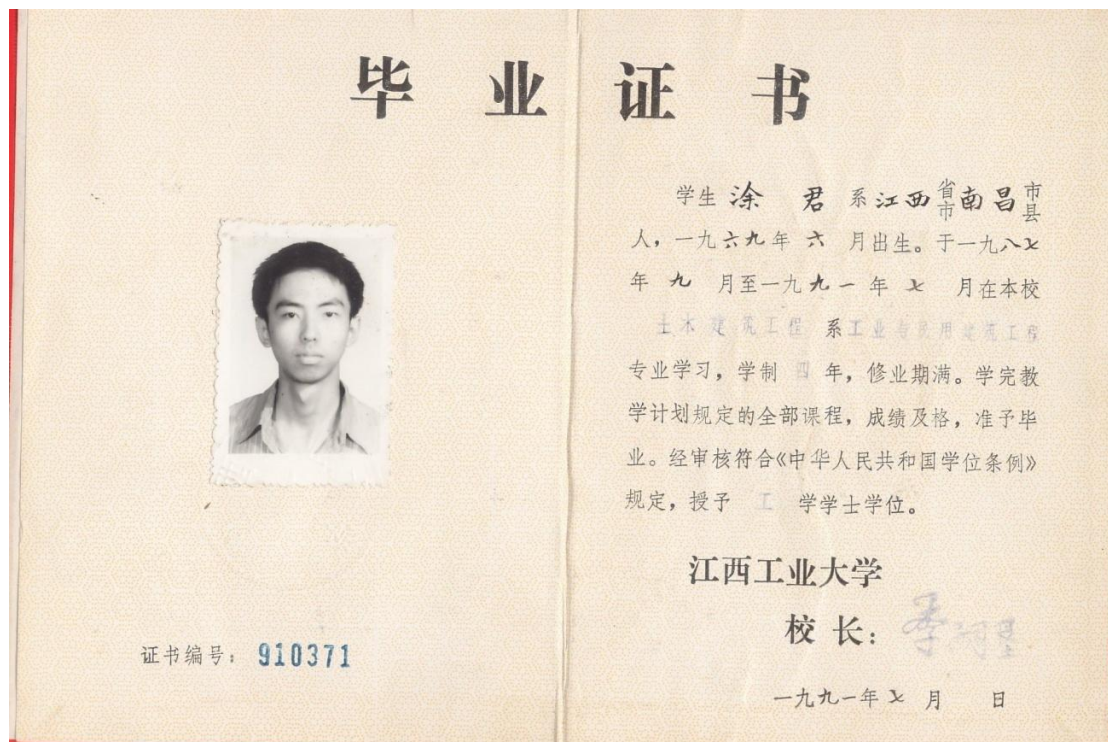 毕业证书
学生 涂 君 系江西省市南昌市县
人，一九六九年 六 月出生。于一九八七
年 九 月至一九九一年 七 月在本校
土木建筑工程 系工业与民用建筑工程
专业学习，学制 四 年，修业期满。学完教
学计划规定的全部课程，成绩及格，准予毕
业。经审核符合《中华人民共和国学位条例》
规定，授予 工 学学士学位。
江西工业大学
校 长：
一九九一年 七 月 日
证书编号：910371